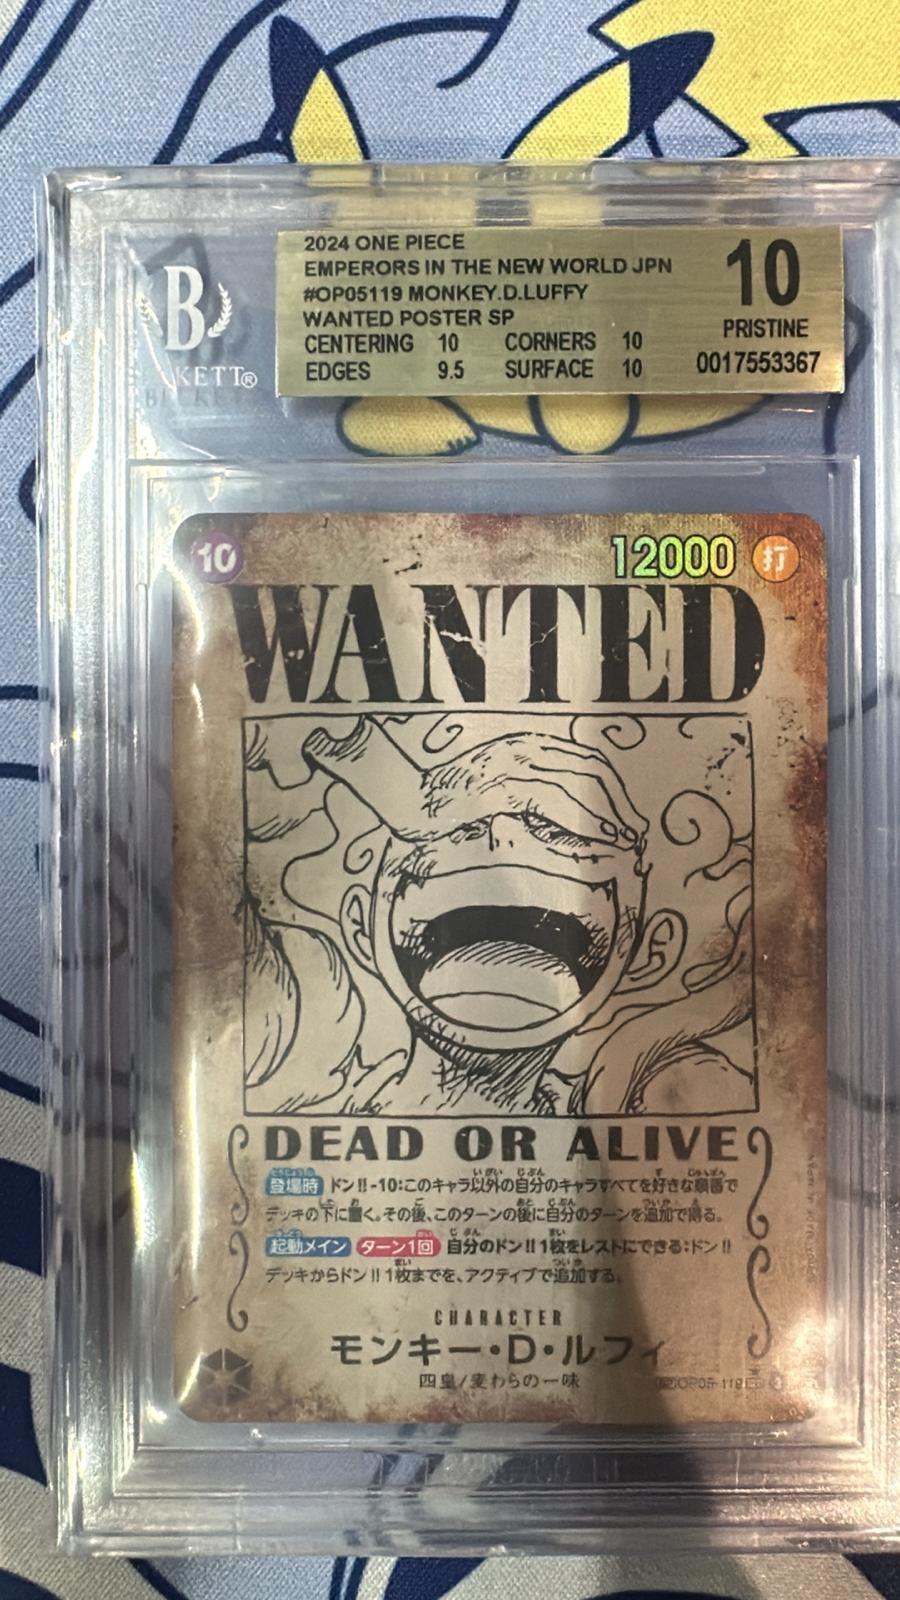 2024 ONE PIECE
EMPERORS IN THE NEW WORLD JPN
#OP05119 MONKEY.D.LUFFY
WANTED POSTER SP
CENTERING 10 CORNERS 10
EDGES 9.5 SURFACE 10
10
PRISTINE
0017553367
B
KETT®
10
12000
打
WANTED
DEAD OR ALIVE
登場時 ドン!!-10:このキャラ以外の自分のキャラすべてを好きな順番で
デッキの下に置く。その後、このターンの後に自分のターンを追加で得る。
起動メイン ターン1回 自分のドン!!1枚をレストにできる:ドン!!
デッキからドン!!1枚までを、アクティブで追加する。
CHARACTER
モンキー・D・ルフィ
四皇/麦わらの一味
OP05-119